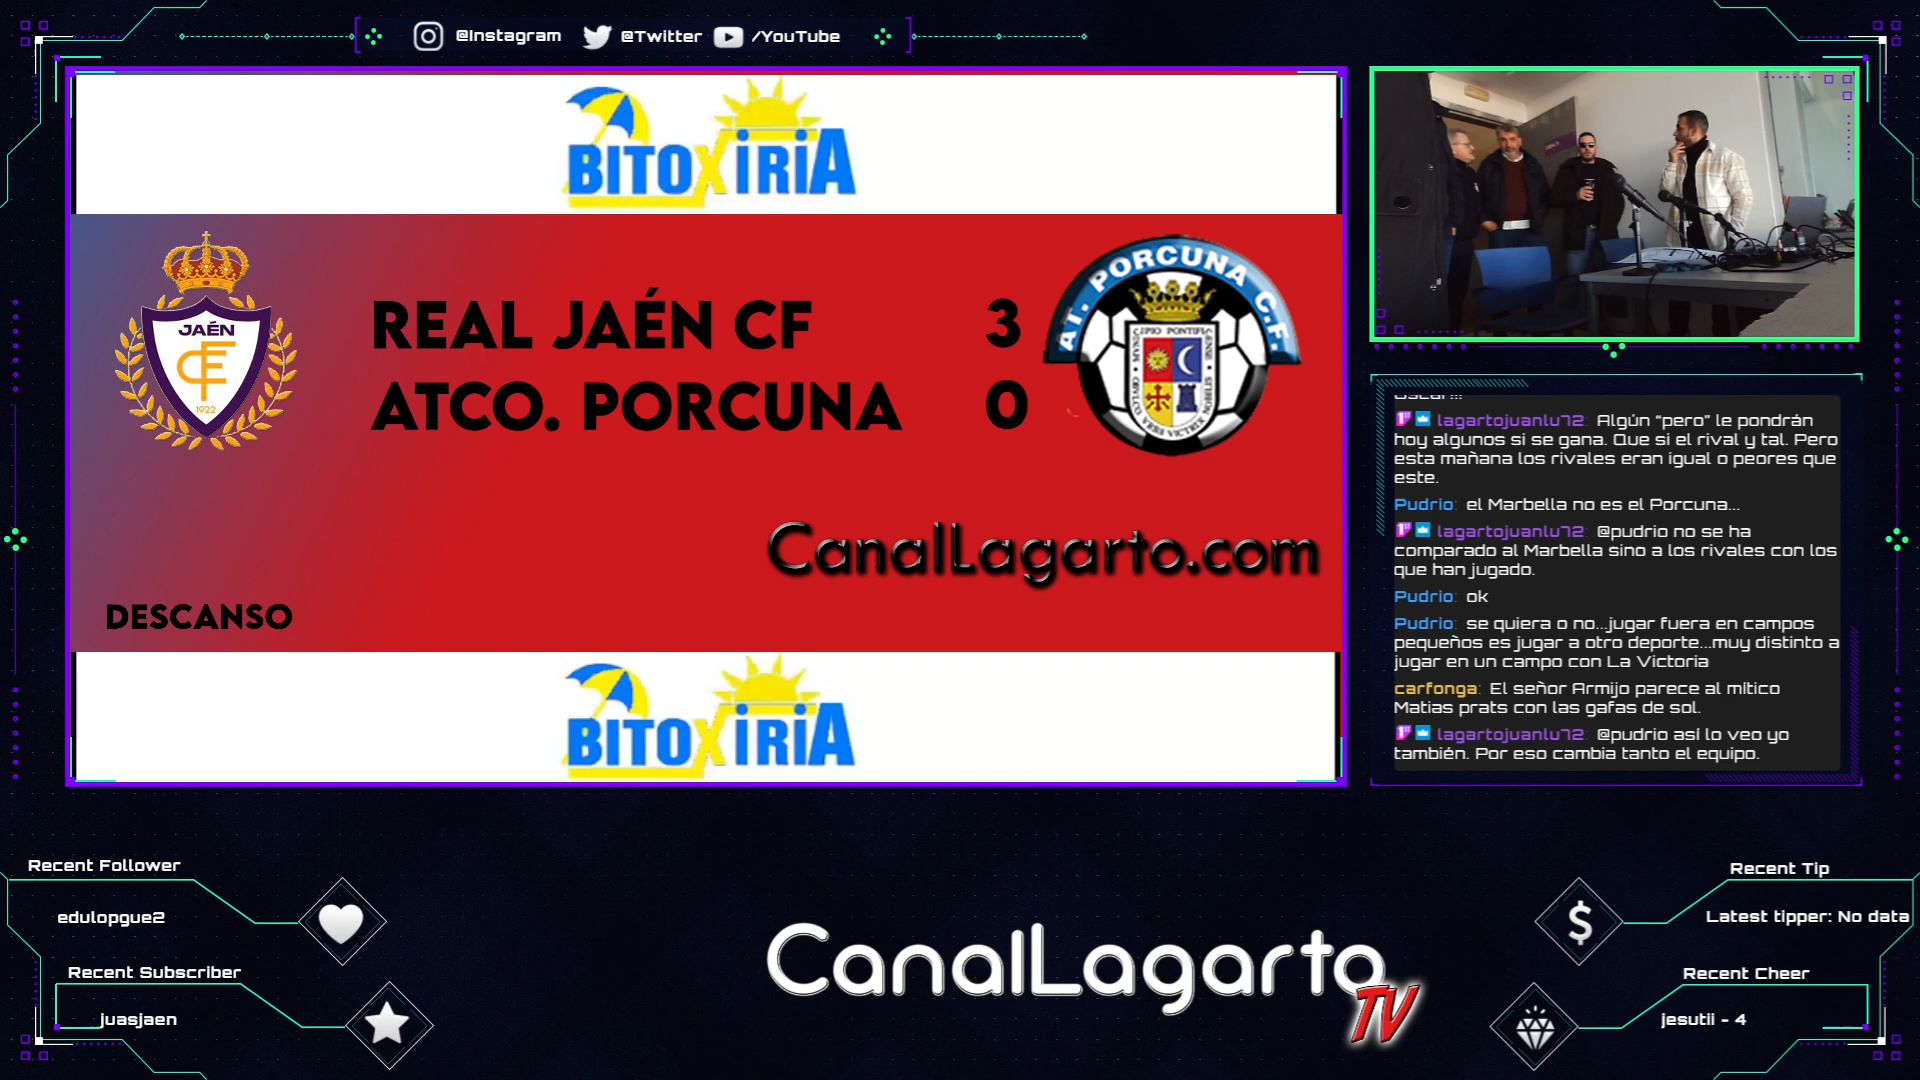 @Instagram
@Twitter
/YouTube
BITOXIRIA
JAÉN
CF
1922
REAL JAÉN CF 3
ATCO. PORCUNA 0
AT. PORCUNA C.F.
URBS VICTRIX NOBILIS
CanalLagarto.com
DESCANSO
BITOXIRIA
lagartojuanlu72: Algún “pero” le pondrán
hoy algunos si se gana. Que si el rival y tal. Pero
esta mañana los rivales eran igual o peores que
este.
Pudrio: el Marbella no es el Porcuna...
lagartojuanlu72: @pudrio no se ha
comparado al Marbella sino a los rivales con los
que han jugado.
Pudrio: ok
Pudrio: se quiera o no...jugar fuera en campos
pequeños es jugar a otro deporte...muy distinto a
jugar en un campo con La Victoria
carfonga: El señor Armijo parece al mítico
Matias prats con las gafas de sol.
lagartojuanlu72: @pudrio así lo veo yo
también. Por eso cambia tanto el equipo.
Recent Follower
edulopgue2
Recent Subscriber
juasjaen
CanalLagarto
TV
Recent Tip
$
Latest tipper: No data
Recent Cheer
jesutii - 4